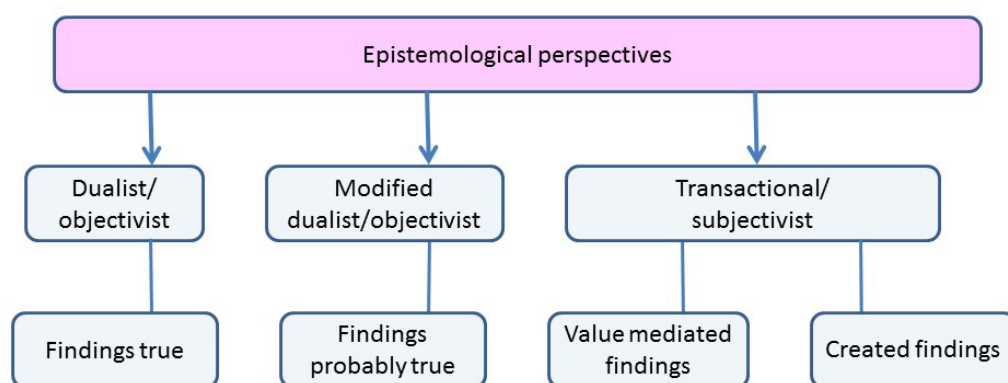 Epistemological perspectives
Dualist/
objectivist
Modified
dualist/objectivist
Transactional/
subjectivist
Findings true
Findings
probably true
Value mediated
findings
Created findings